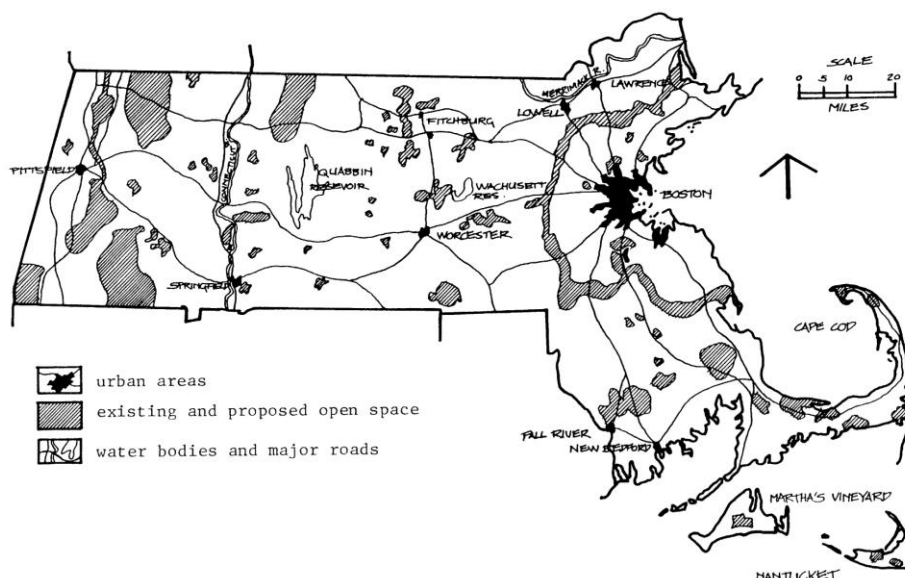 SCALE
0 5 10 20
MILES
MERRIMACK R.
LAWRENCE
LOWELL
FITCHBURG
PITTSFIELD
CONNECTICUT
QUABBIN
RESERVOIR
WACHUSETT
RES.
BOSTON
WORCESTER
SPRINGFIELD
CAPE COD
urban areas
existing and proposed open space
water bodies and major roads
FALL RIVER
NEW BEDFORD
MARTHA'S VINEYARD
NANTUCKET